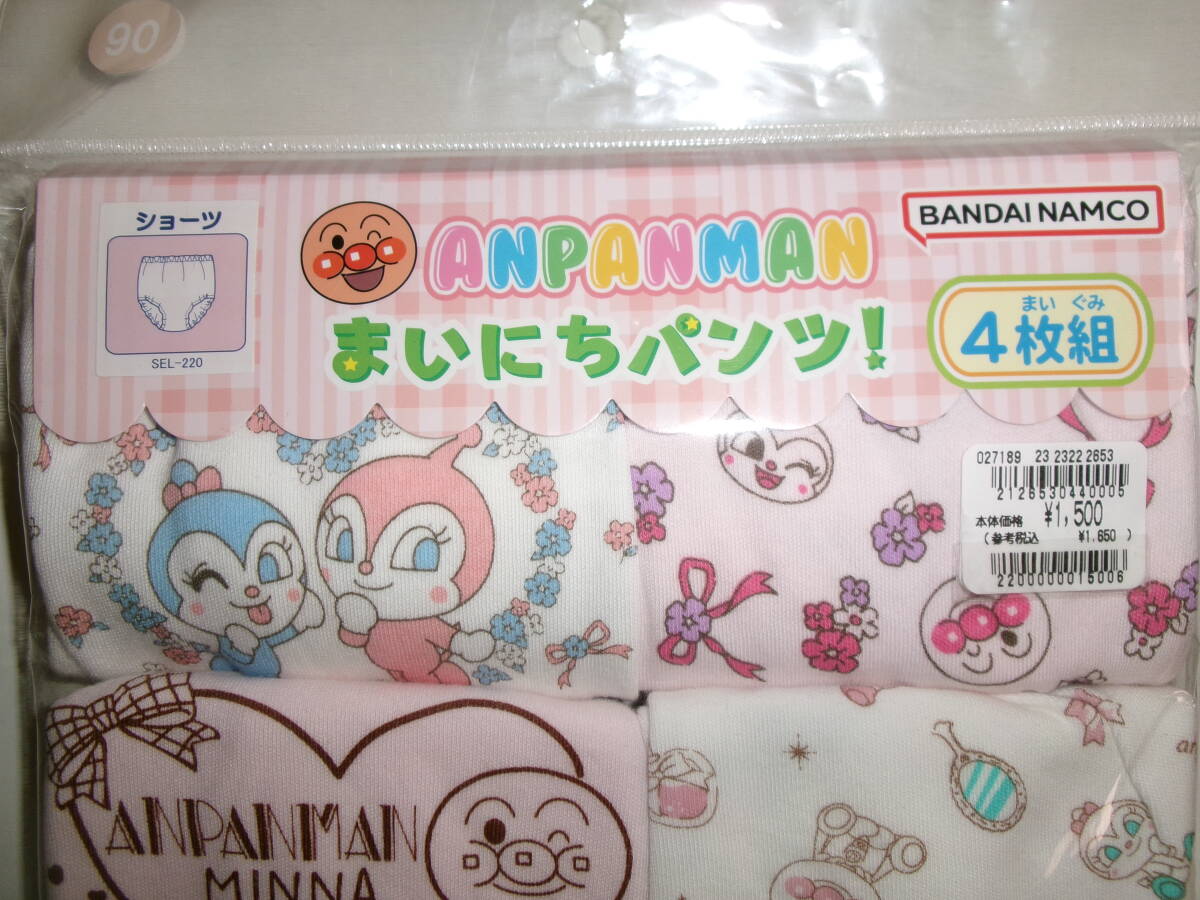 90
ショーツ
SEL-220
ANPANMAN
BANDAI NAMCO
まいにちパンツ!
まい ぐみ
4枚組
027189 23 2322 2653
2126530440005
本体価格 ¥1,500
(参考税込 ¥1,650 )
2200000015006
ANPANMAN
MINNA